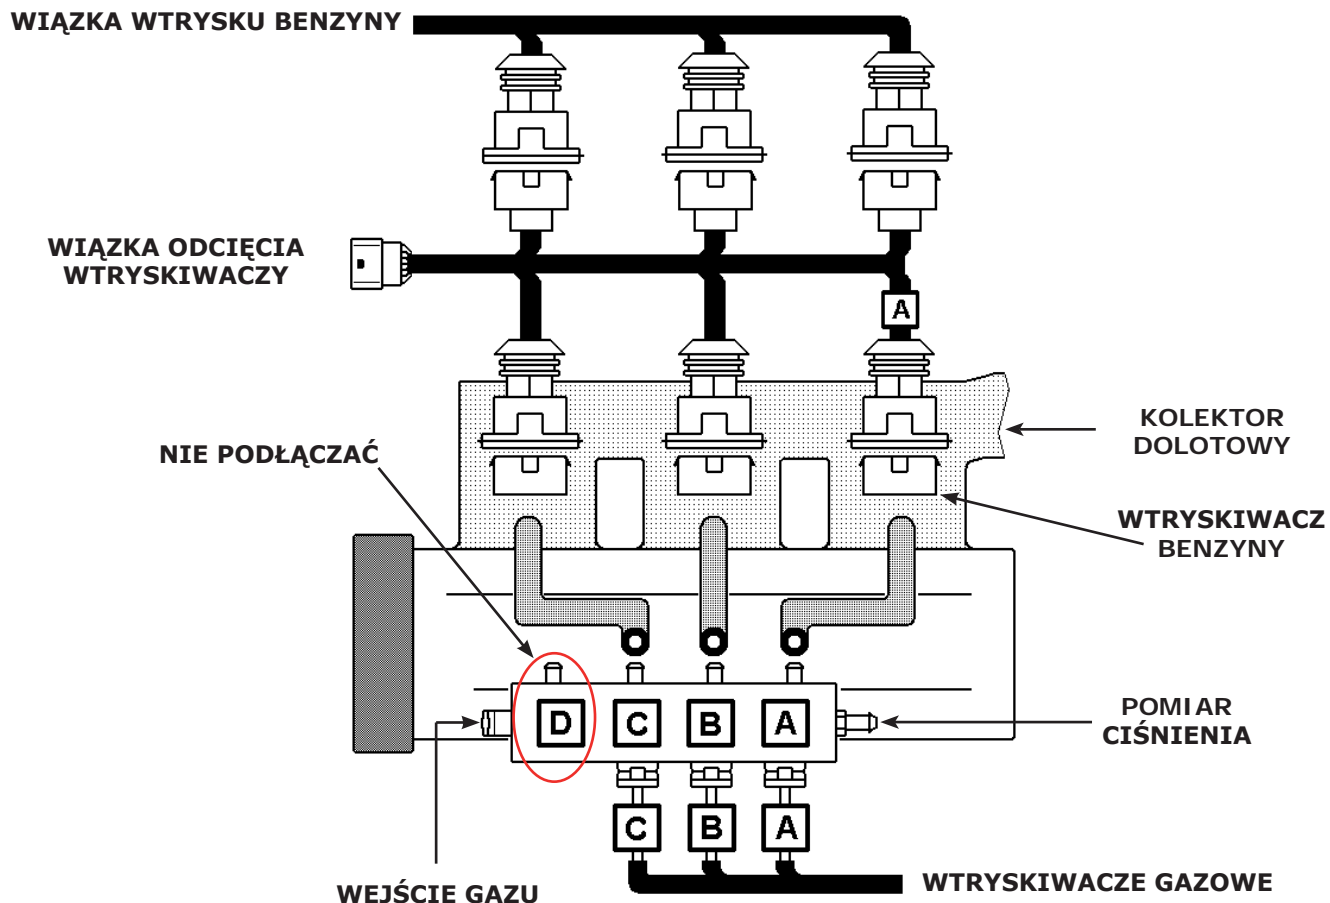 WIĄZKA WTRYSKU BENZYNY
WIĄZKA ODCIĘCIA
WTRYSKIWACZY
A
KOLEKTOR
DOLOTOWY
NIE PODŁĄCZAĆ
WTRYSKIWACZ
BENZYNY
D C B A
POMIAR
CIŚNIENIA
C B A
WEJŚCIE GAZU
WTRYSKIWACZE GAZOWE